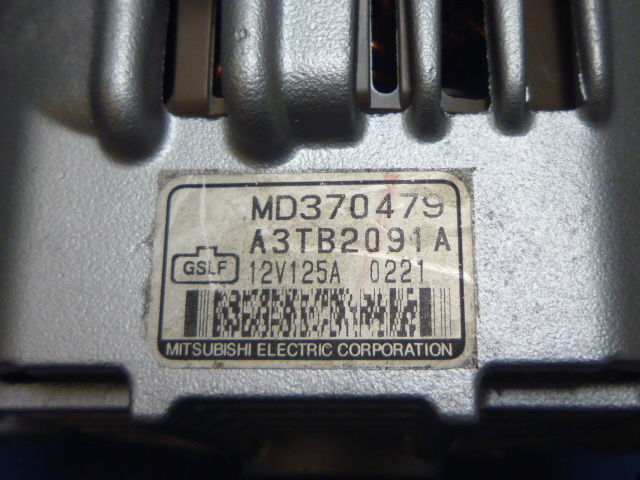 MD370479
A3TB2091A
GSLF 12V125A 0221
MITSUBISHI ELECTRIC CORPORATION